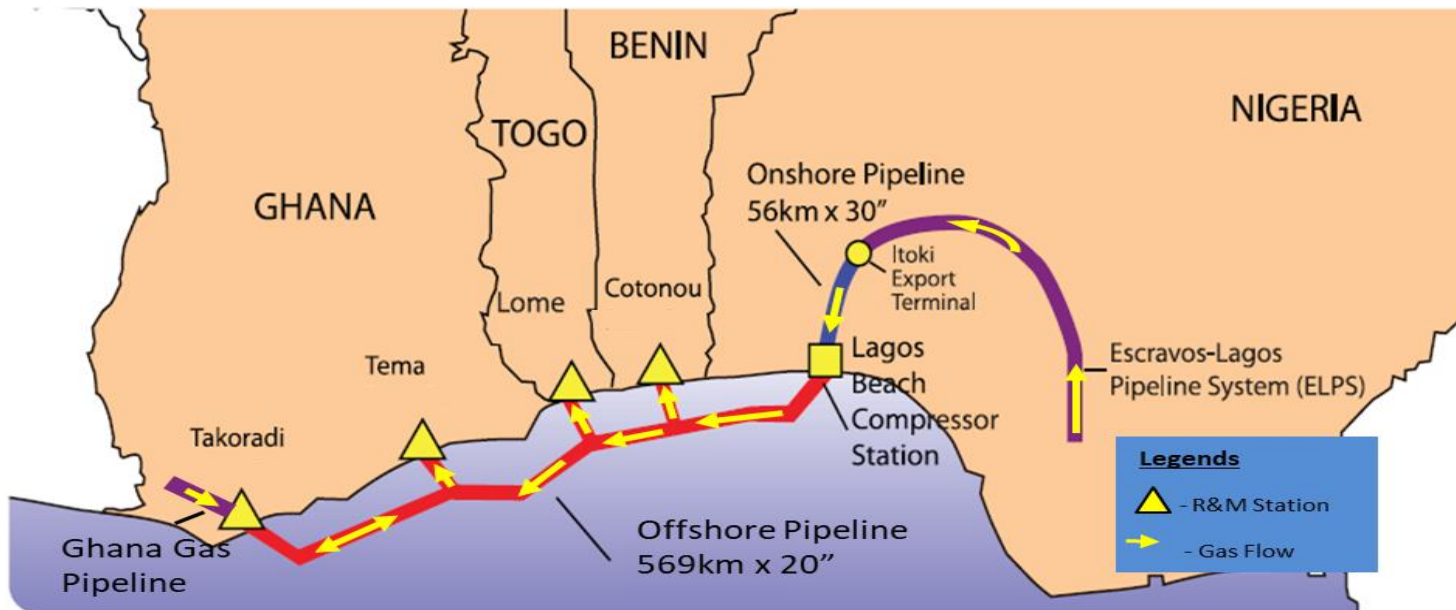 BENIN
NIGERIA
TOGO
GHANA
Onshore Pipeline
56km x 30”
Itoki
Export
Terminal
Cotonou
Lome
Tema
Takoradi
Lagos
Beach
Compressor
Station
Escravos-Lagos
Pipeline System (ELPS)
Ghana Gas
Pipeline
Offshore Pipeline
569km x 20”
Legends
- R&M Station
- Gas Flow